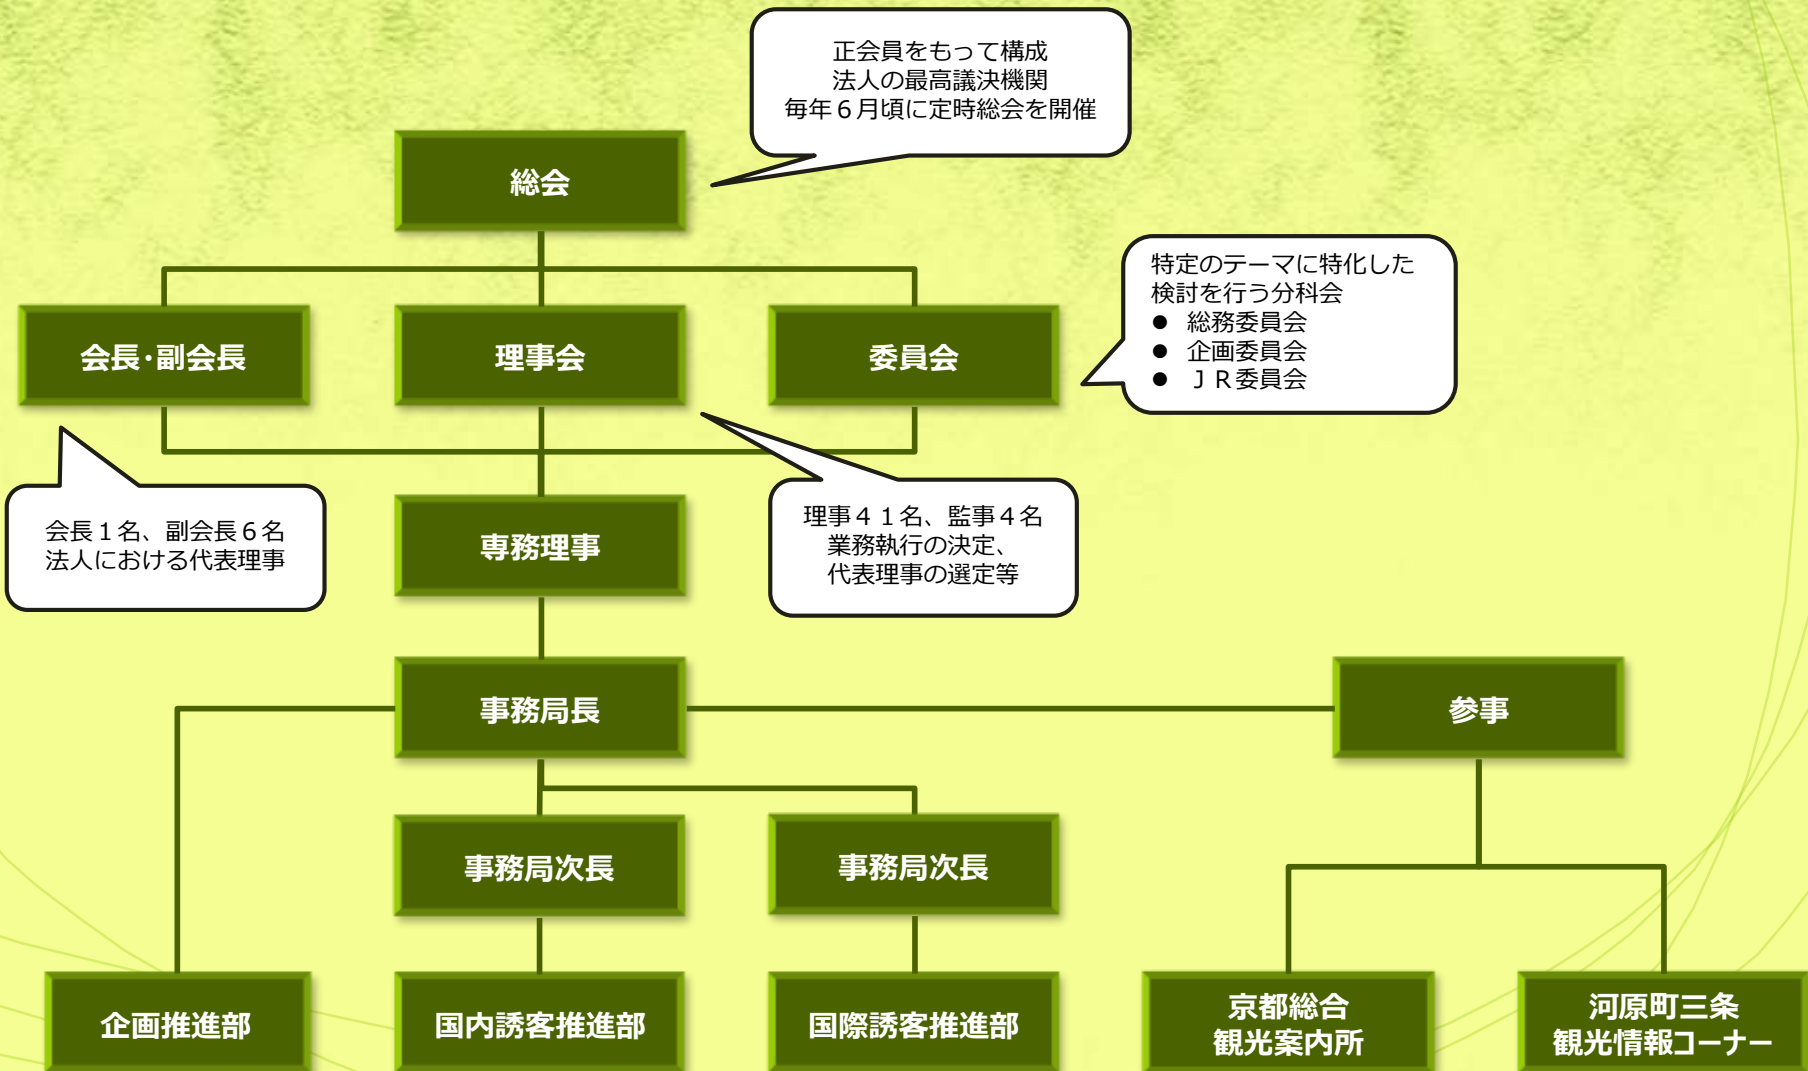 正会員をもって構成
法人の最高議決機関
毎年６月頃に定時総会を開催
総会
特定のテーマに特化した
検討を行う分科会
● 総務委員会
● 企画委員会
● ＪＲ委員会
会長・副会長
理事会
委員会
会長１名、副会長６名
法人における代表理事
専務理事
理事４１名、監事４名
業務執行の決定、
代表理事の選定等
事務局長
参事
事務局次長
事務局次長
企画推進部
国内誘客推進部
国際誘客推進部
京都総合
観光案内所
河原町三条
観光情報コーナー